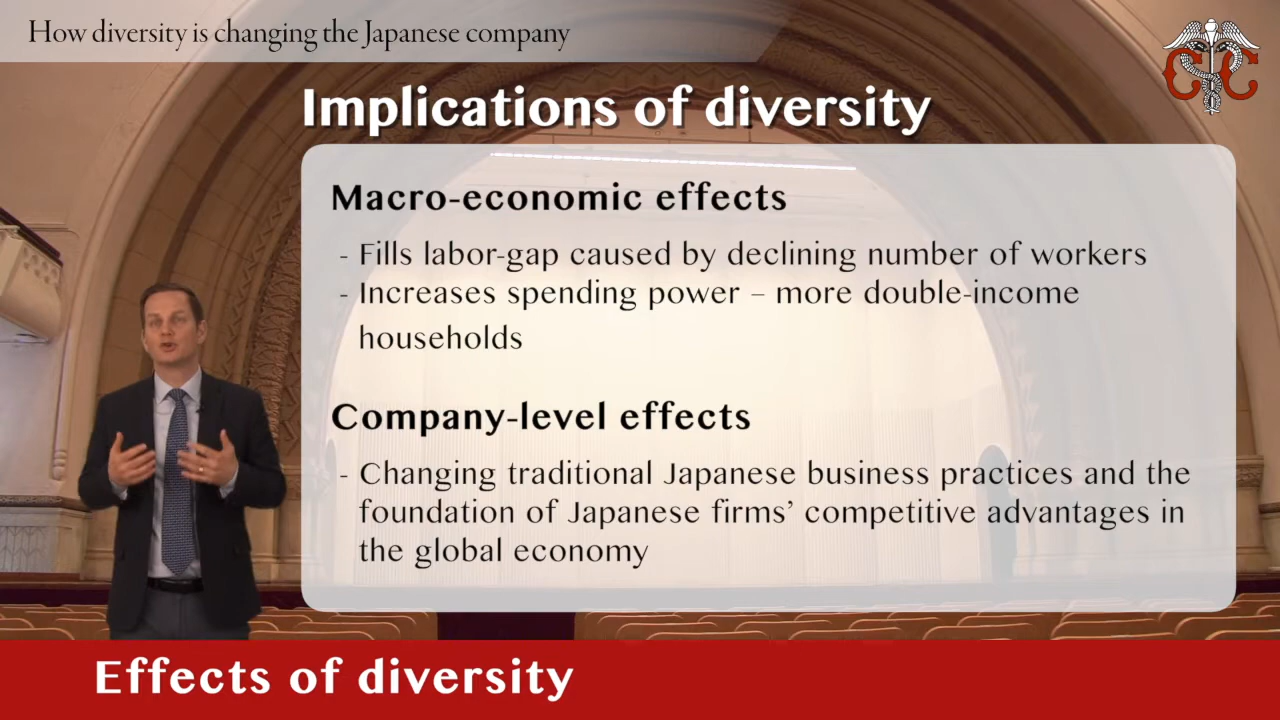 How diversity is changing the Japanese company
CC
Implications of diversity
Macro-economic effects
- Fills labor-gap caused by declining number of workers
- Increases spending power – more double-income
households
Company-level effects
- Changing traditional Japanese business practices and the
foundation of Japanese firms’ competitive advantages in
the global economy
Effects of diversity